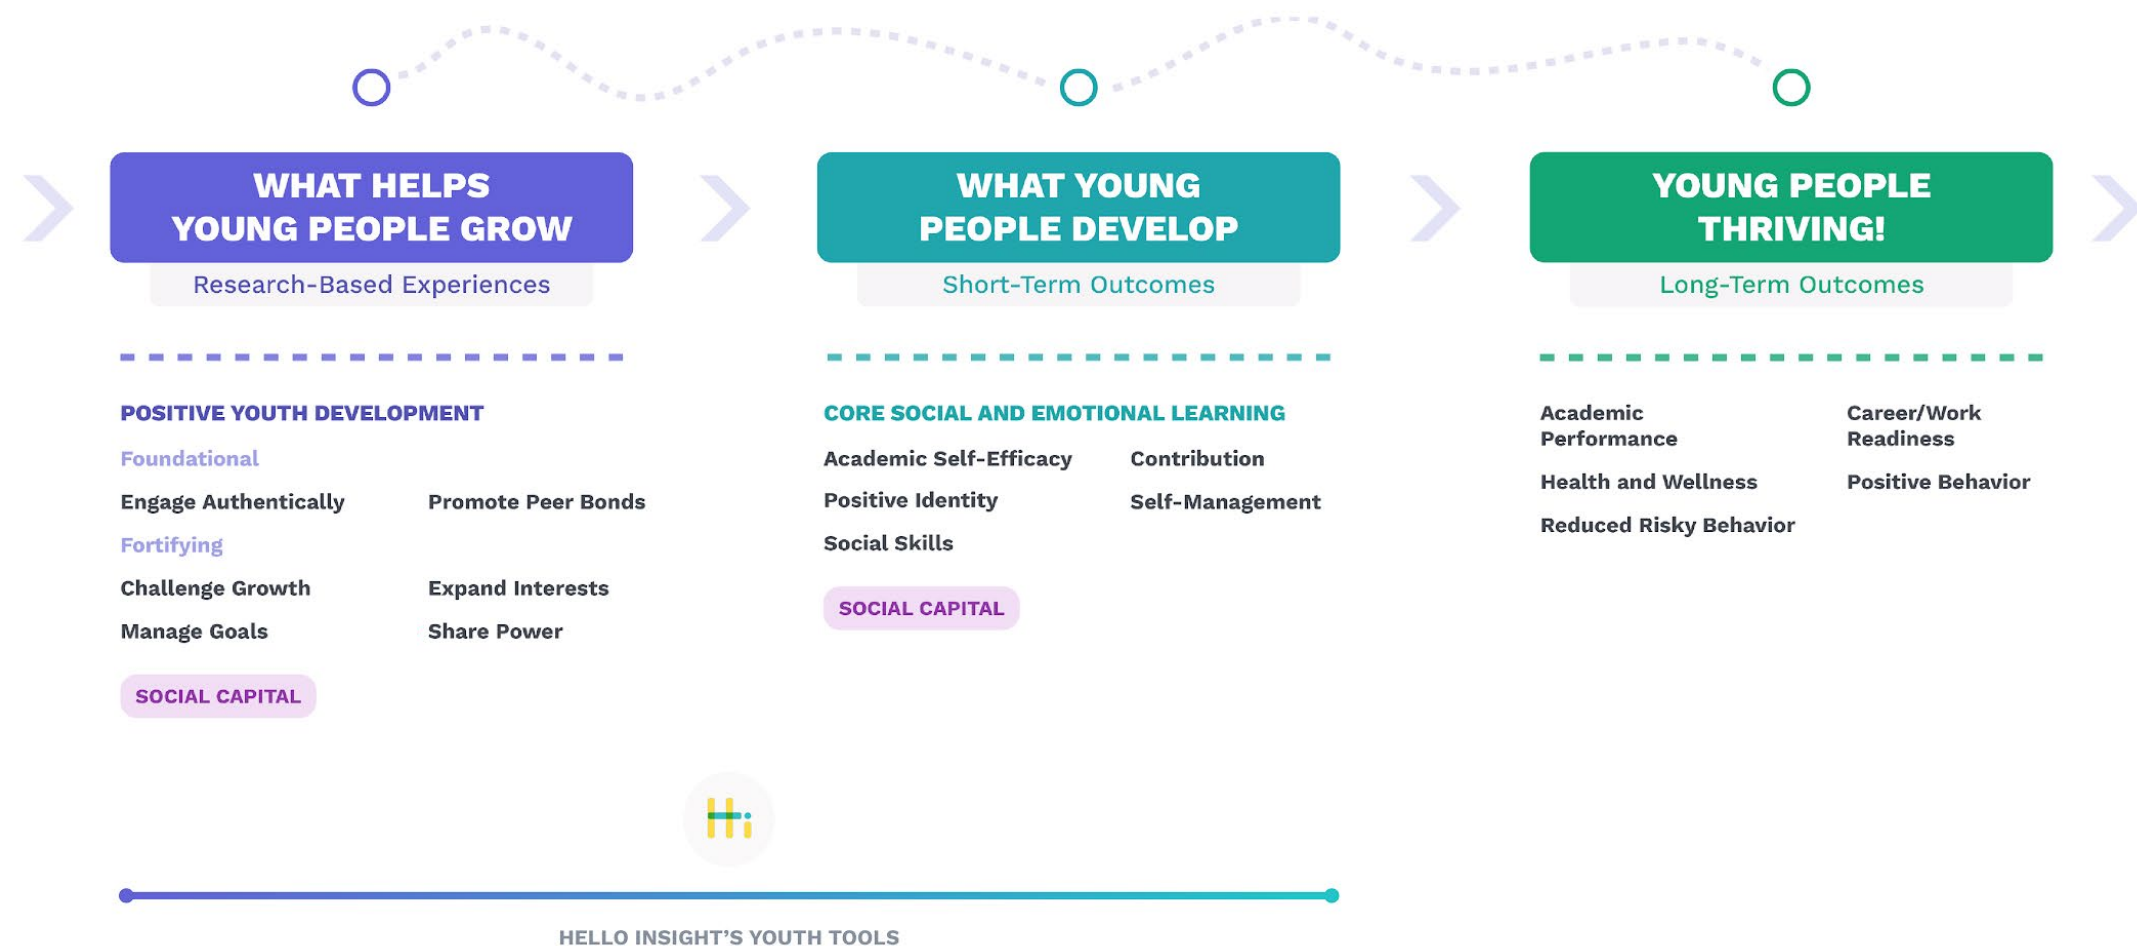 WHAT HELPS
YOUNG PEOPLE GROW
Research-Based Experiences
POSITIVE YOUTH DEVELOPMENT
Foundational
Engage Authentically
Promote Peer Bonds
Fortifying
Challenge Growth
Expand Interests
Manage Goals
Share Power
SOCIAL CAPITAL
WHAT YOUNG
PEOPLE DEVELOP
Short-Term Outcomes
CORE SOCIAL AND EMOTIONAL LEARNING
Academic Self-Efficacy
Contribution
Positive Identity
Self-Management
Social Skills
SOCIAL CAPITAL
YOUNG PEOPLE
THRIVING!
Long-Term Outcomes
Academic
Performance
Career/Work
Readiness
Health and Wellness
Positive Behavior
Reduced Risky Behavior
Hi
HELLO INSIGHT'S YOUTH TOOLS